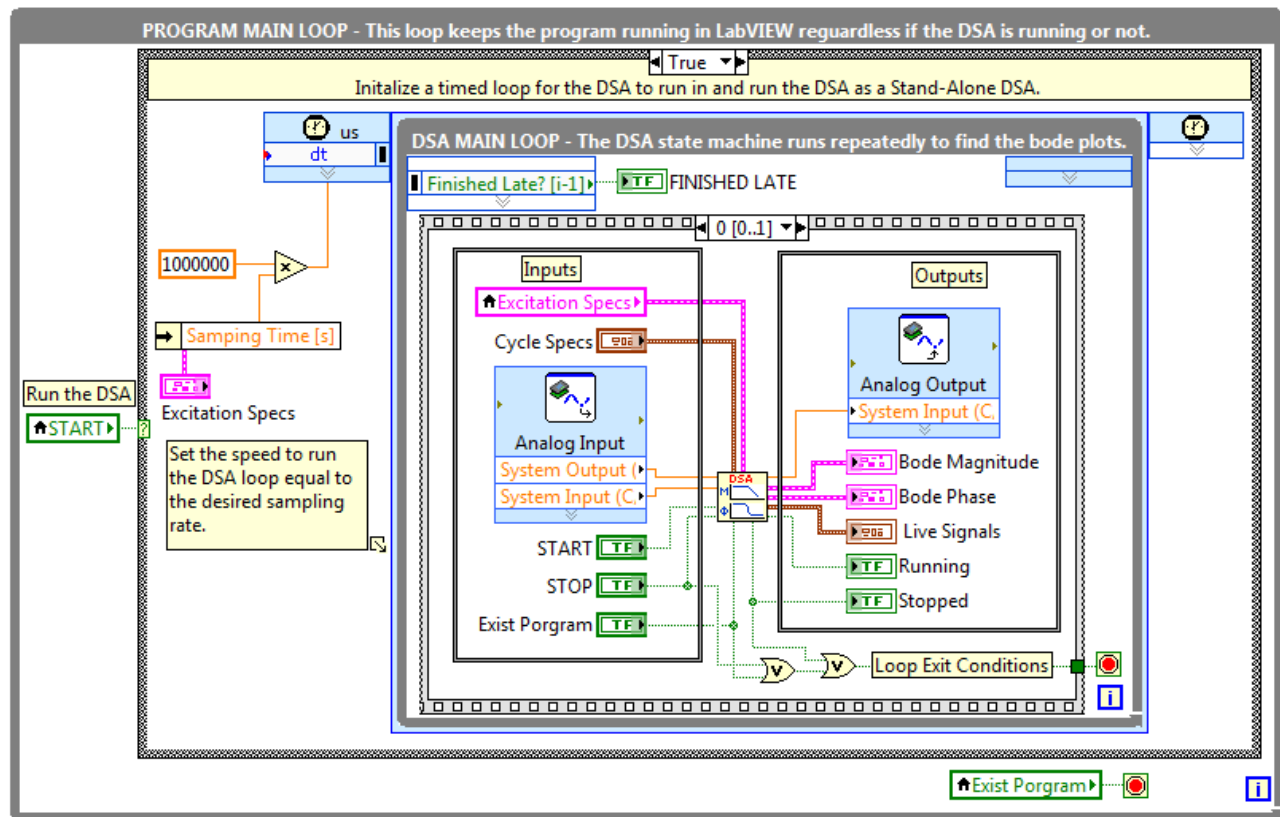 PROGRAM MAIN LOOP - This loop keeps the program running in LabVIEW reguardless if the DSA is running or not.
True
Initalize a timed loop for the DSA to run in and run the DSA as a Stand-Alone DSA.
us
dt
DSA MAIN LOOP - The DSA state machine runs repeatedly to find the bode plots.
Finished Late? [i-1]
TF
FINISHED LATE
0 [0..1]
1000000
x
Samping Time [s]
Excitation Specs
Run the DSA
START
?
Set the speed to run
the DSA loop equal to
the desired sampling
rate.
Inputs
Excitation Specs
Cycle Specs
Analog Input
System Output (
System Input (C,
START TF
STOP TF
Exist Porgram TF
DSA
M
Φ
Outputs
Analog Output
System Input (C,
Bode Magnitude
Bode Phase
Live Signals
TF Running
TF Stopped
V
V
Loop Exit Conditions
i
Exist Porgram
i